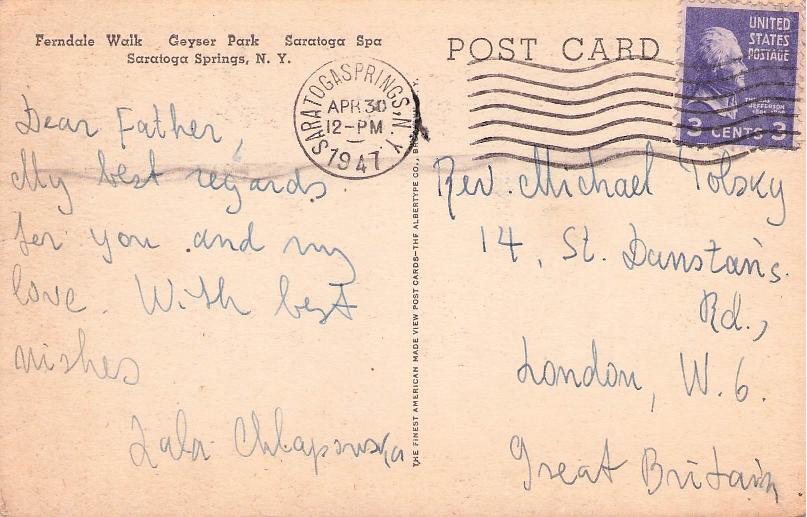 Ferndale Walk Geyser Park Saratoga Spa
Saratoga Springs, N. Y.
POST CARD
UNITED
STATES
POSTAGE
3 CENTS 3
SARATOGA SPRINGS, N.Y.
APR 30
12-PM
1947
Dear Father,
My best regards
for you and my
love. With best
wishes
Lala
THE FINEST AMERICAN MADE VIEW POST CARDS—THE ALBERTYPE CO.,
Rev. Michael Polsky
14, St. Dunstan's
Rd.,
London, W. 6.
Great Britain